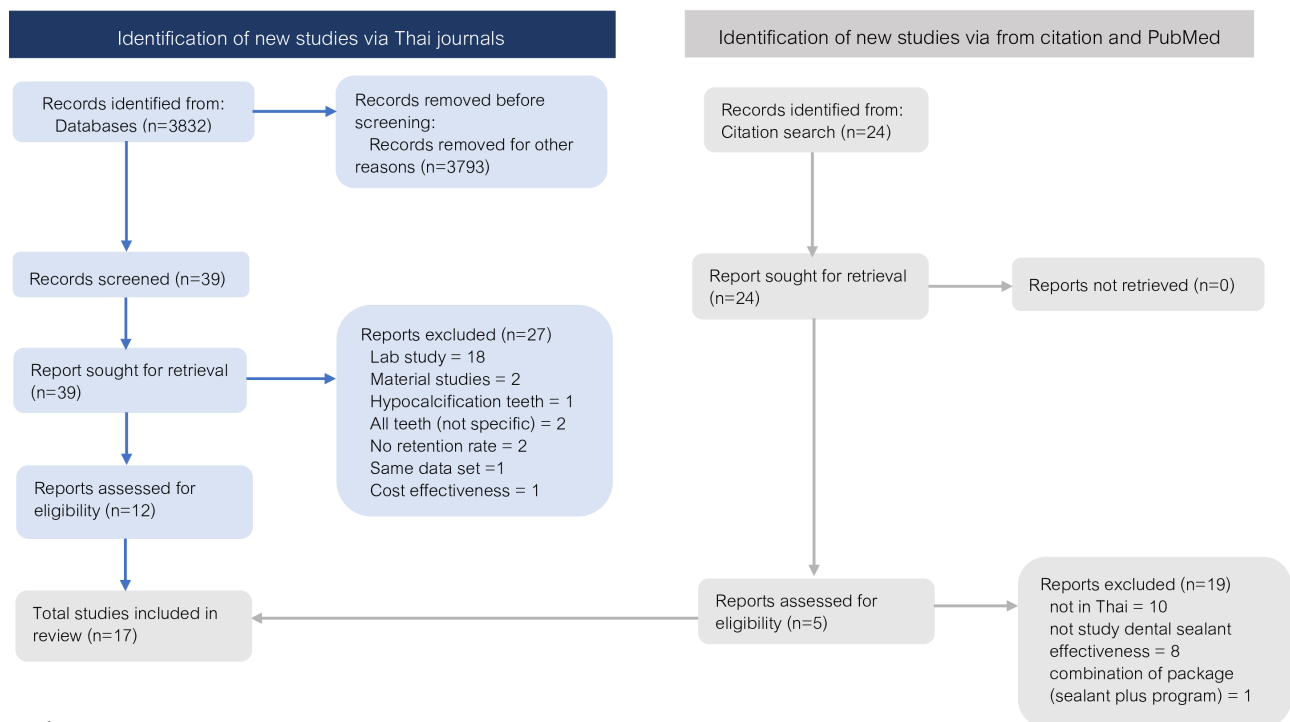 Identification of new studies via Thai journals
Records identified from:
Databases (n=3832)
Records removed before
screening:
Records removed for other
reasons (n=3793)
Records screened (n=39)
Report sought for retrieval
(n=39)
Reports excluded (n=27)
Lab study = 18
Material studies = 2
Hypocalcification teeth = 1
All teeth (not specific) = 2
No retention rate = 2
Same data set =1
Cost effectiveness = 1
Reports assessed for
eligibility (n=12)
Total studies included in
review (n=17)
Identification of new studies via from citation and PubMed
Records identified from:
Citation search (n=24)
Report sought for retrieval
(n=24)
Reports not retrieved (n=0)
Reports assessed for
eligibility (n=5)
Reports excluded (n=19)
not in Thai = 10
not study dental sealant
effectiveness = 8
combination of package
(sealant plus program) = 1